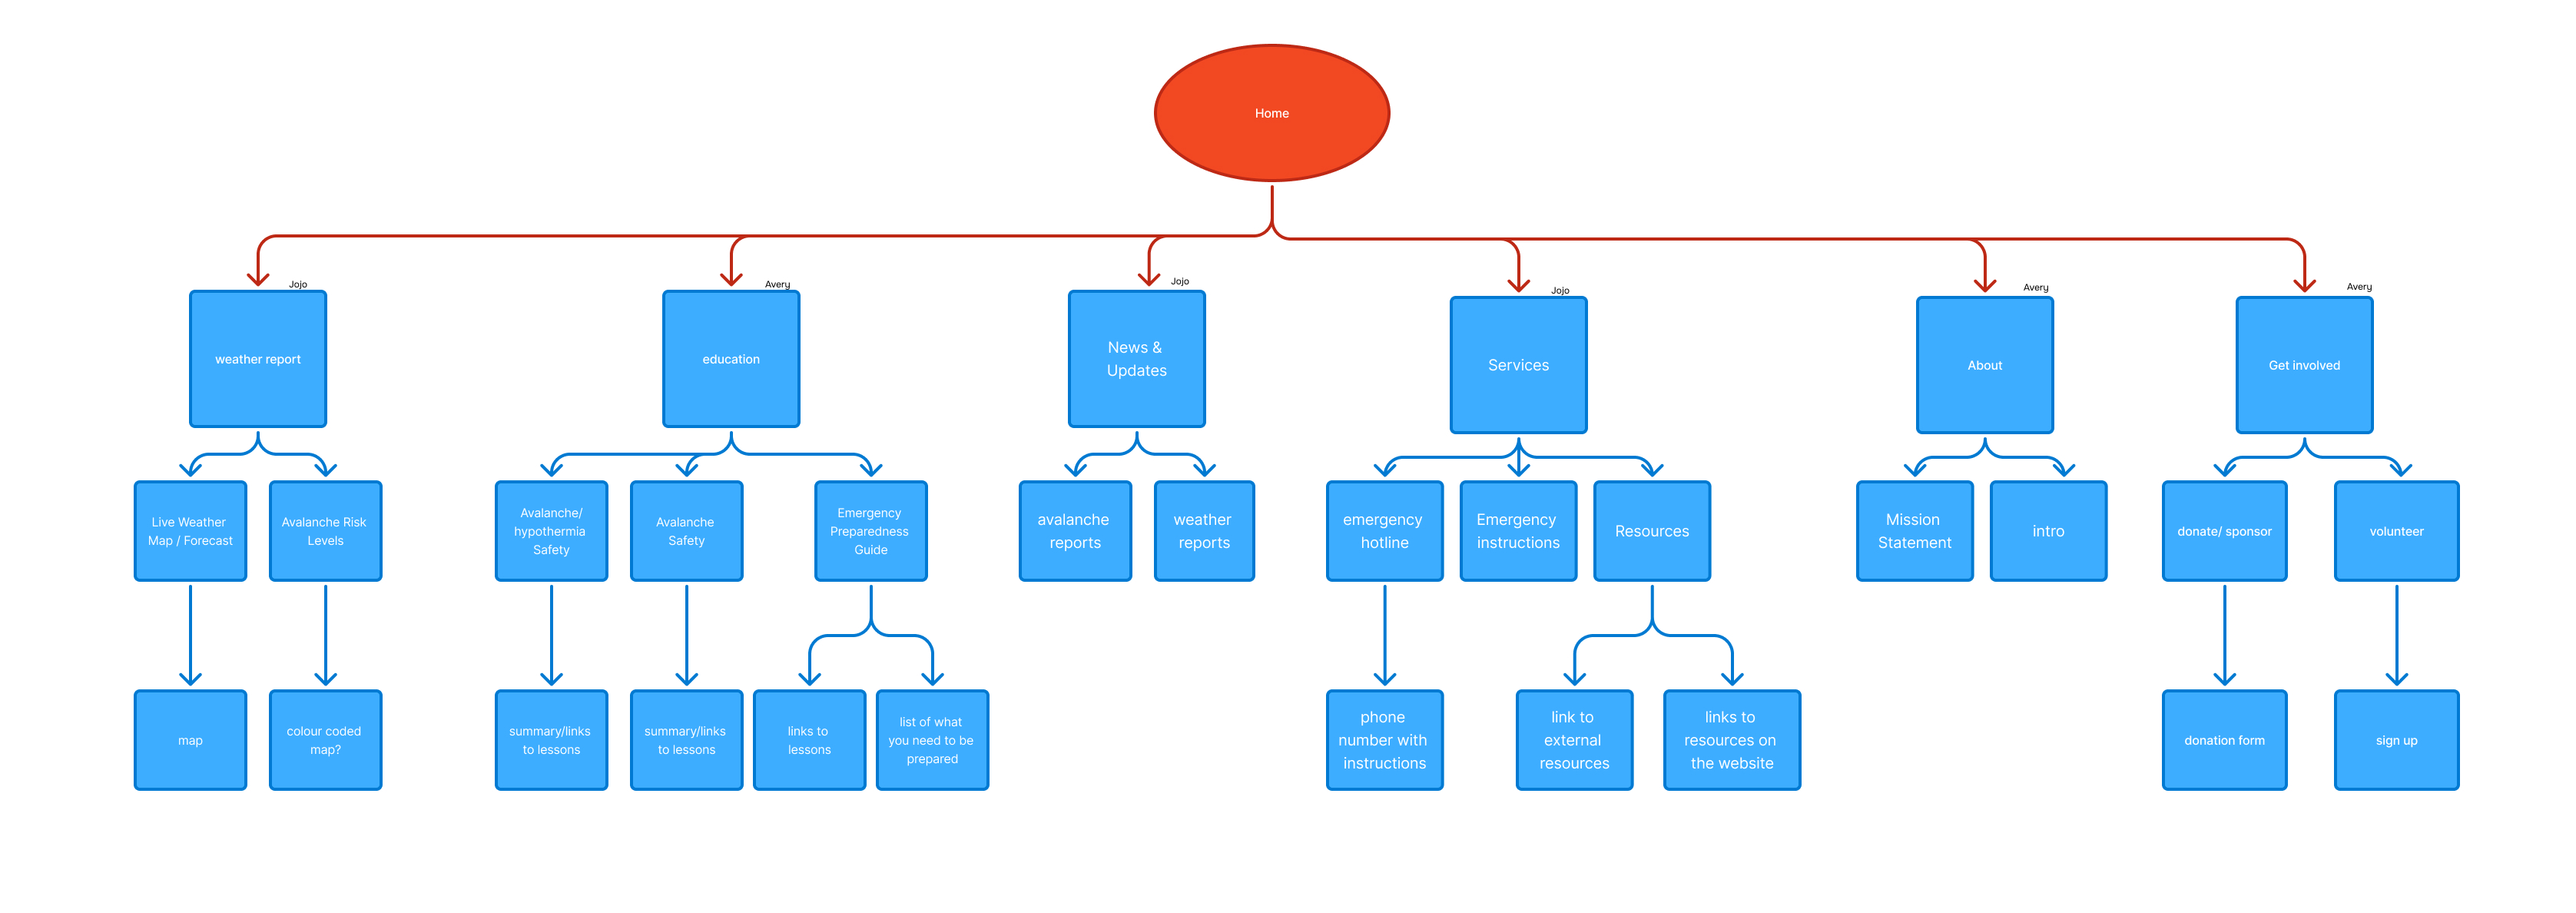 Home
Jojo
Avery
Jojo
Jojo
Avery
Avery
weather report
education
News &
Updates
Services
About
Get involved
Live Weather
Map / Forecast
Avalanche Risk
Levels
Avalanche/
hypothermia
Safety
Avalanche
Safety
Emergency
Preparedness
Guide
avalanche
reports
weather
reports
emergency
hotline
Emergency
instructions
Resources
Mission
Statement
intro
donate/ sponsor
volunteer
map
colour coded
map?
summary/links
to lessons
summary/links
to lessons
links to
lessons
list of what
you need to be
prepared
phone
number with
instructions
link to
external
resources
links to
resources on
the website
donation form
sign up